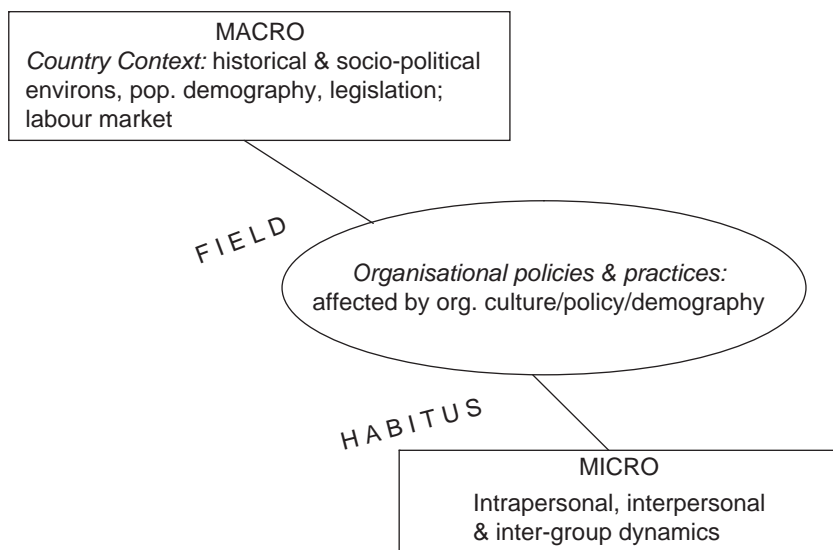 MACRO
Country Context: historical & socio-political
environs, pop. demography, legislation;
labour market
FIELD
Organisational policies & practices:
affected by org. culture/policy/demography
HABITUS
MICRO
Intrapersonal, interpersonal
& inter-group dynamics